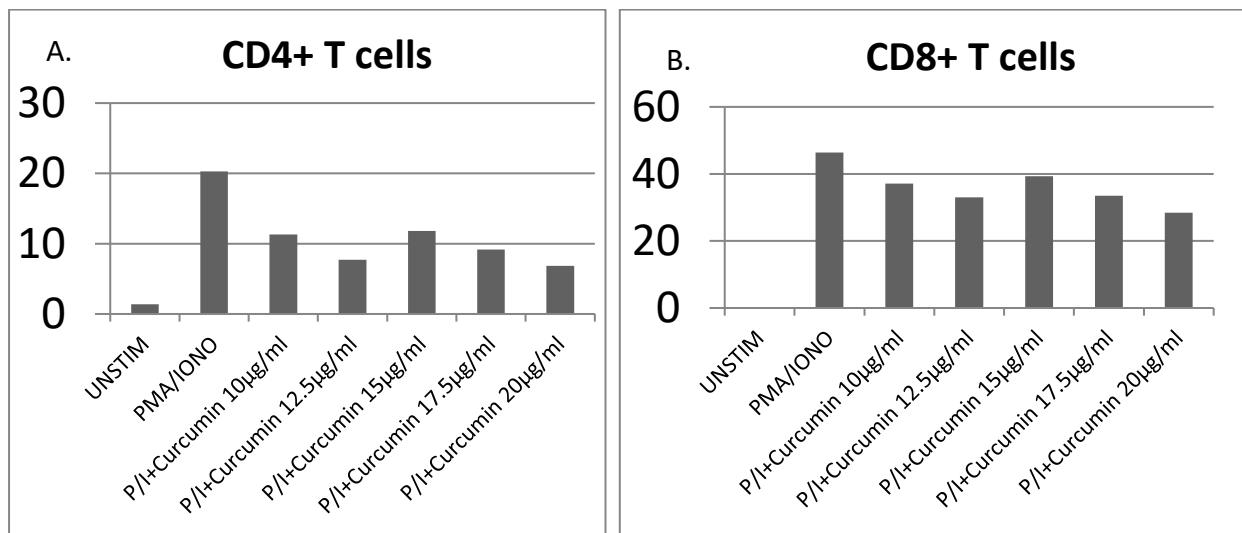 A.
CD4+ T cells
30
20
10
0
UNSTIM
PMA/IONO
P/I+Curcumin 10µg/ml
P/I+Curcumin 12.5µg/ml
P/I+Curcumin 15µg/ml
P/I+Curcumin 17.5µg/ml
P/I+Curcumin 20µg/ml
B.
CD8+ T cells
60
40
20
0
UNSTIM
PMA/IONO
P/I+Curcumin 10µg/ml
P/I+Curcumin 12.5µg/ml
P/I+Curcumin 15µg/ml
P/I+Curcumin 17.5µg/ml
P/I+Curcumin 20µg/ml